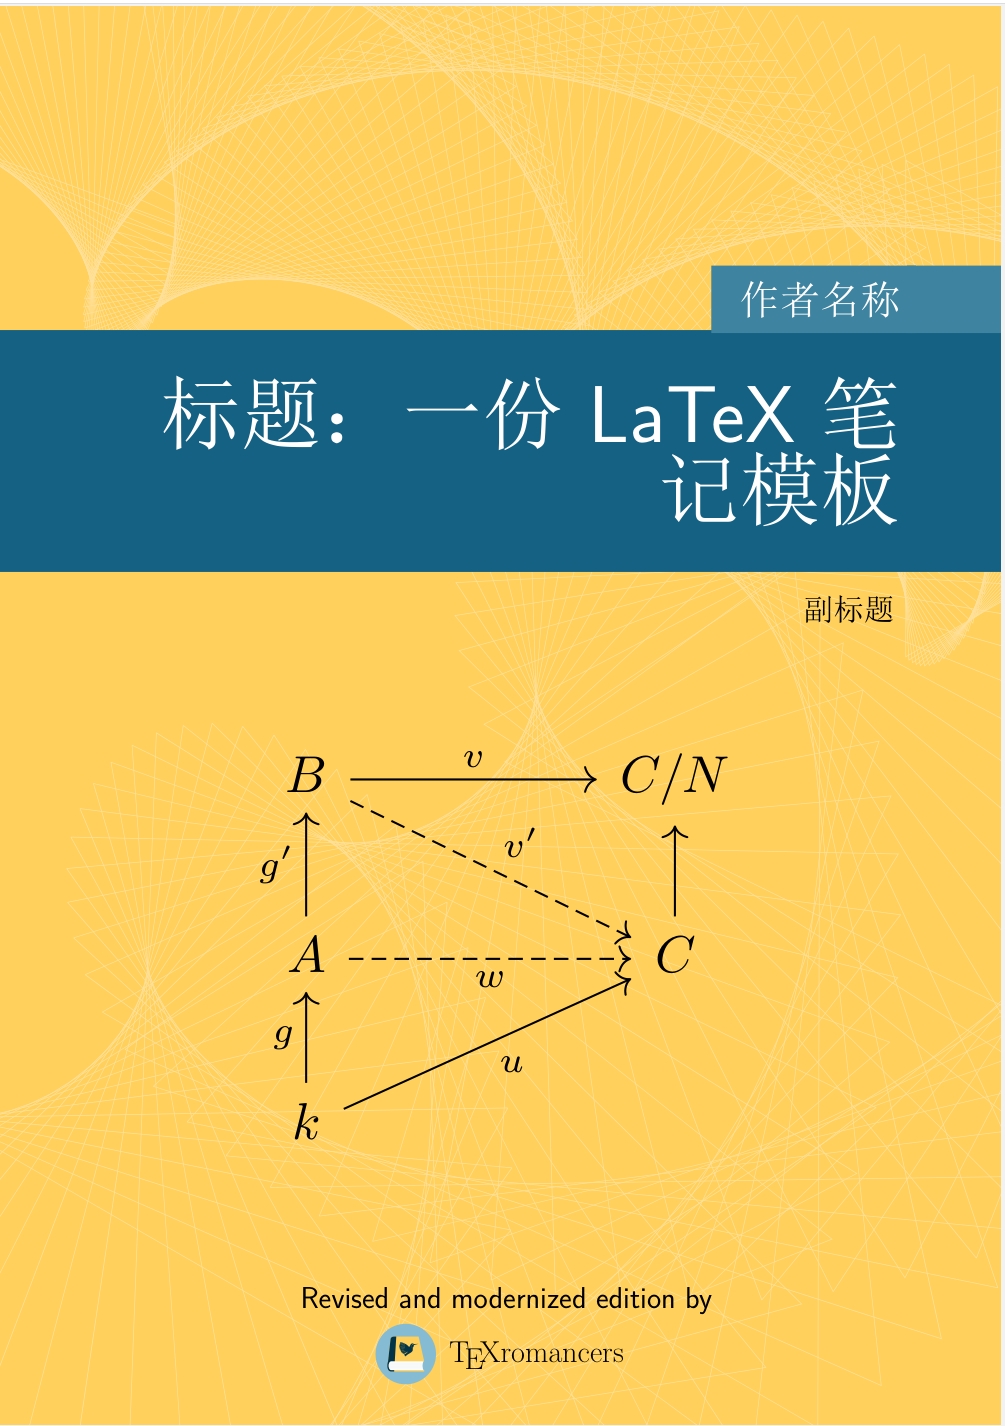 作者名称
标题：一份 LaTeX 笔
记模板
副标题
B v C/N
v′
g′
A w C
g
u
k
Revised and modernized edition by
TEXromancers